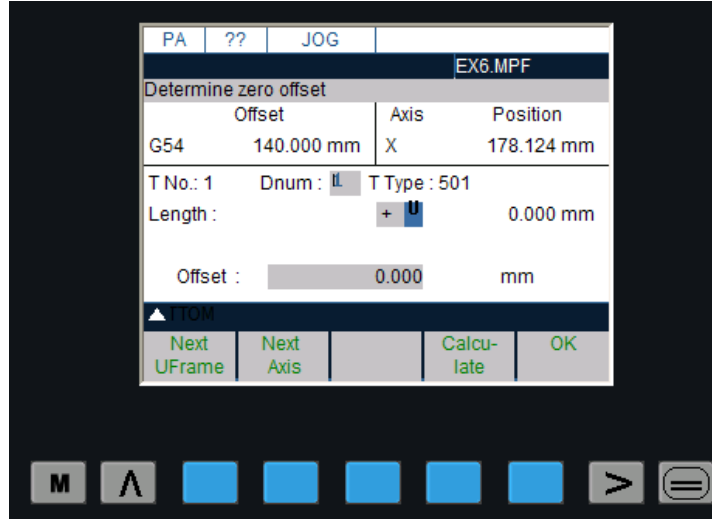 PA ?? JOG
EX6.MPF
Determine zero offset
Offset Axis Position
G54 140.000 mm X 178.124 mm
T No.: 1 Dnum : T Type : 501
Length : + 0.000 mm
Offset : 0.000 mm
Next UFrame
Next Axis
Calcu-
late
OK
M Λ >